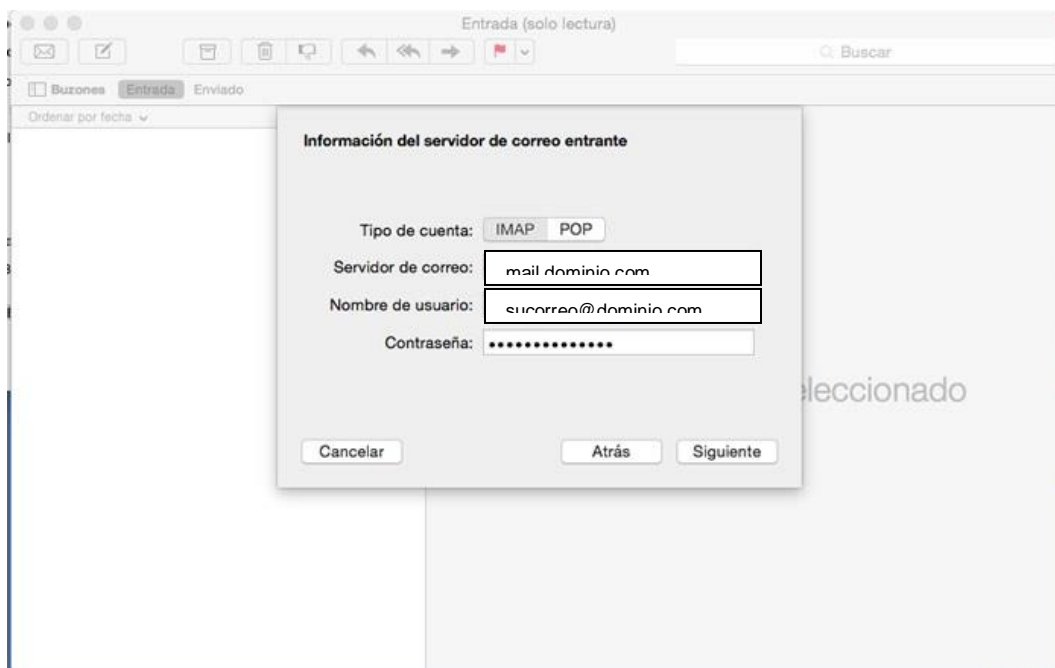 Entrada (solo lectura)
Buscar
Buzones Entrada Enviado
Ordenar por fecha
Información del servidor de correo entrante
Tipo de cuenta: IMAP POP
Servidor de correo: mail.dominio.com
Nombre de usuario: sucorreo@dominio.com
Contraseña: ••••••••••••••
eleccionado
Cancelar Atrás Siguiente